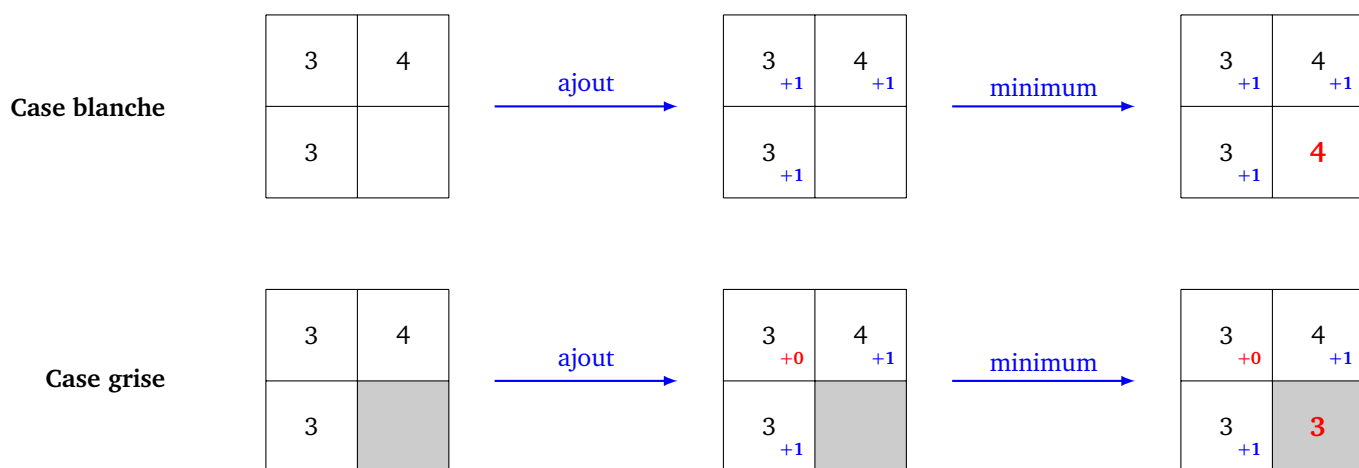 3 4 3 4 3 4
ajout minimum
+1 +1 +1 +1
Case blanche
3 3 3 4
+1 +1
3 4 3 4 3 4
ajout minimum
+0 +1 +0 +1
Case grise
3 3 3 3
+1 +1